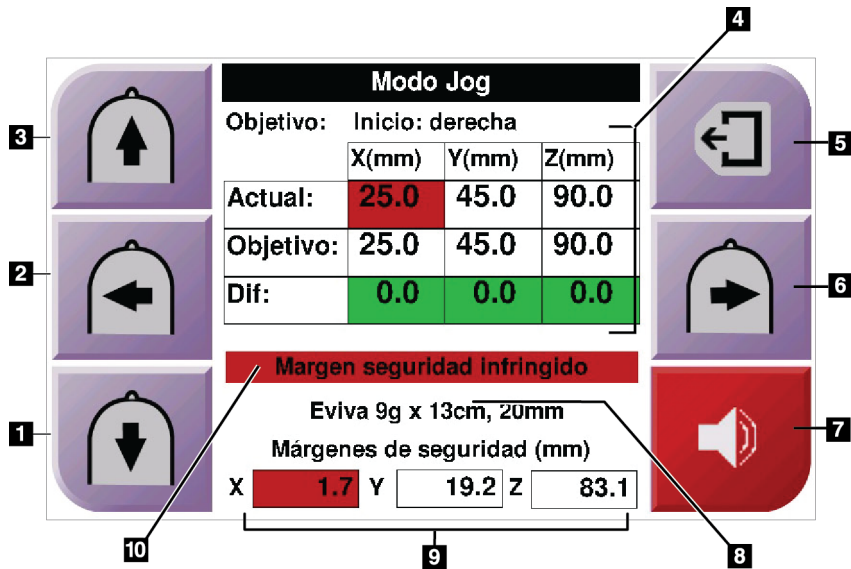 4
Modo Jog
Objetivo: Inicio: derecha
X(mm) Y(mm) Z(mm)
Actual: 25.0 45.0 90.0
Objetivo: 25.0 45.0 90.0
Dif: 0.0 0.0 0.0
Margen seguridad infringido
Eviva 9g x 13cm, 20mm
Márgenes de seguridad (mm)
X 1.7 Y 19.2 Z 83.1
3
2
1
5
6
7
10
9
8